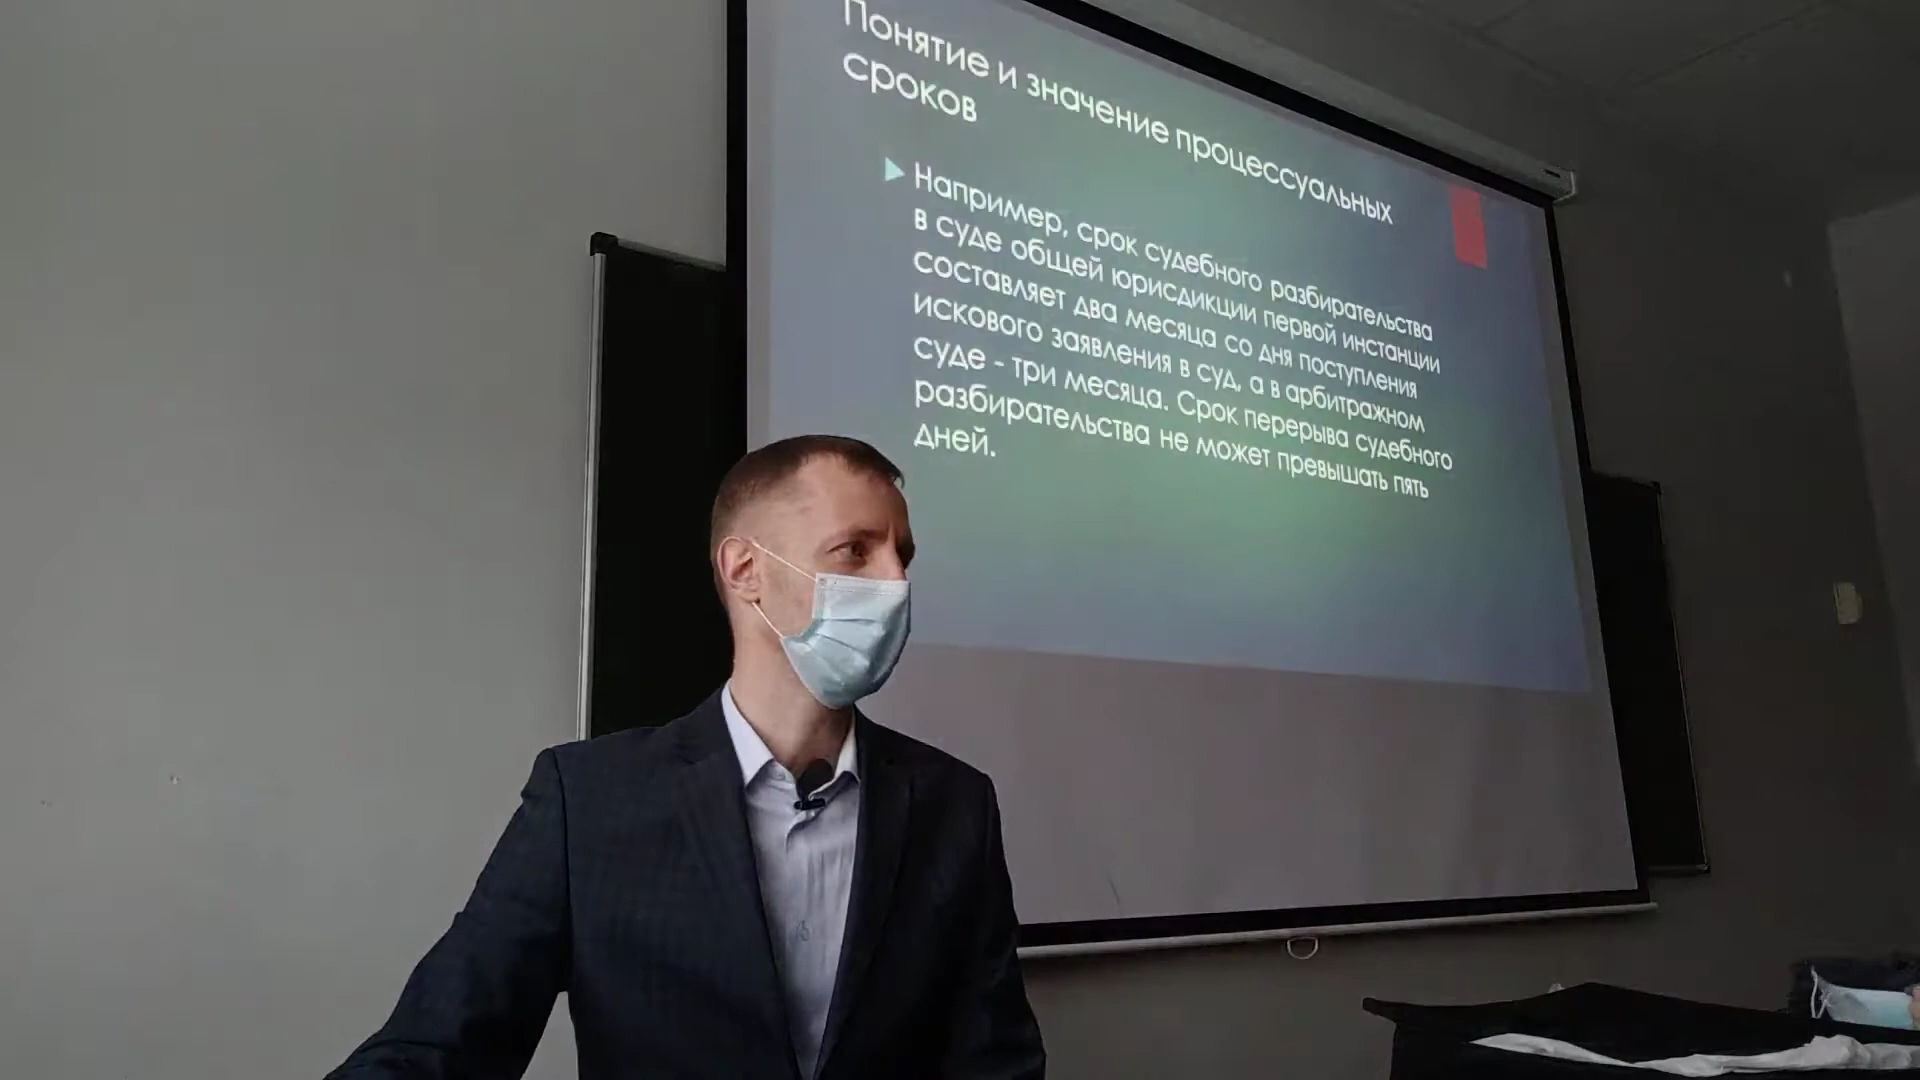 Понятие и значение процессуальных
сроков
Например, срок судебного разбирательства
в суде общей юрисдикции первой инстанции
составляет два месяца со дня поступления
искового заявления в суд, а в арбитражном
суде - три месяца. Срок перерыва судебного
разбирательства не может превышать пять
дней.